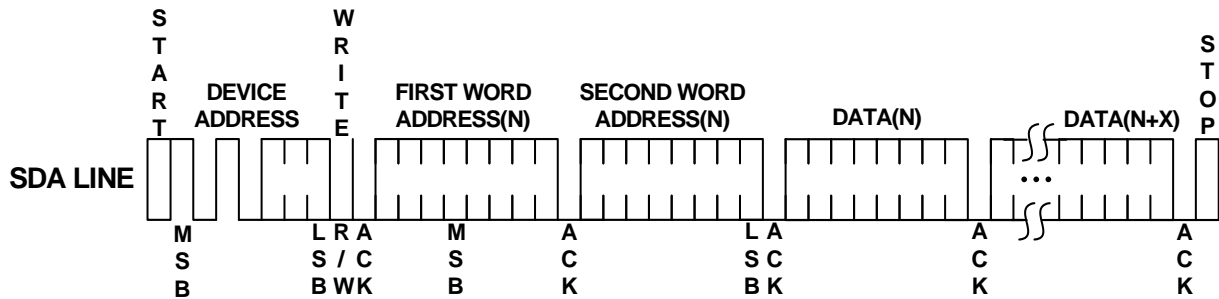 START
WRITE
STOP
DEVICE
ADDRESS
FIRST WORD
ADDRESS(N)
SECOND WORD
ADDRESS(N)
DATA(N)
DATA(N+X)
SDA LINE
...
MSB
LSB
R/W
ACK
MSB
ACK
LSB
ACK
ACK
ACK